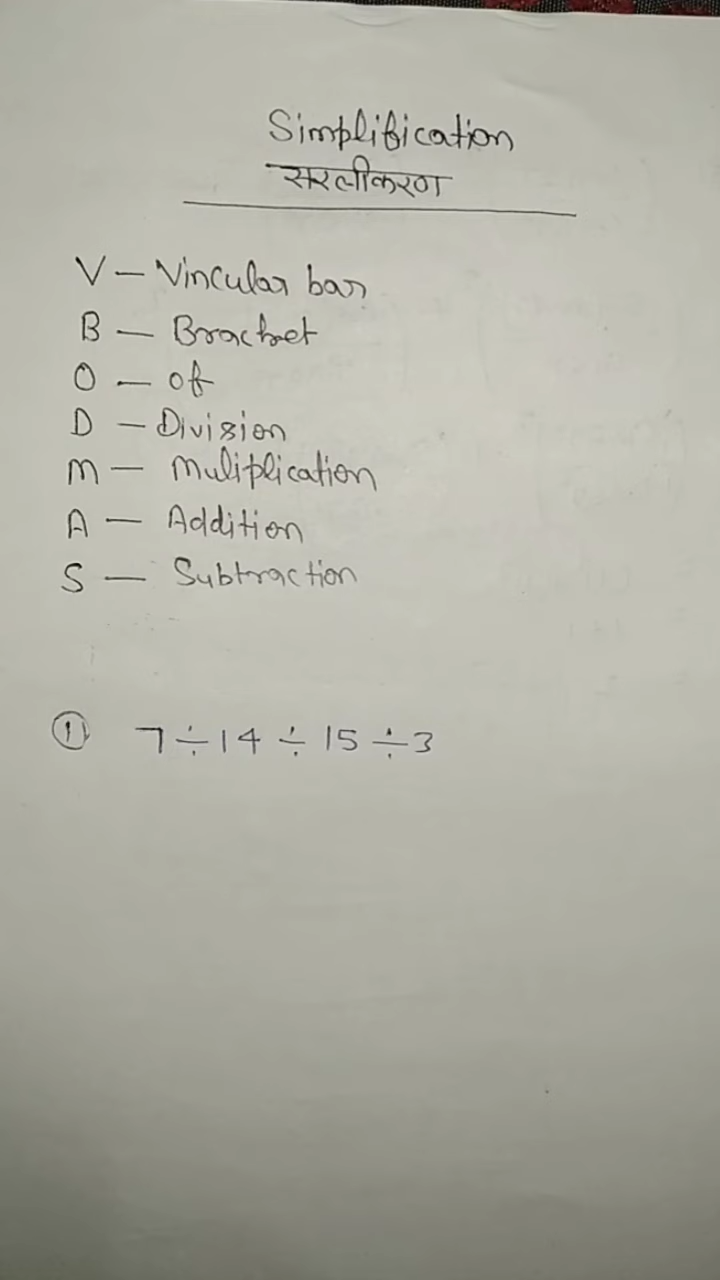 Simplification
सरलीकरण
V — Vincular bar
B — Bracket
O — of
D — Division
M — Muliplication
A — Addition
S — Subtraction
① 7 ÷ 14 ÷ 15 ÷ 3